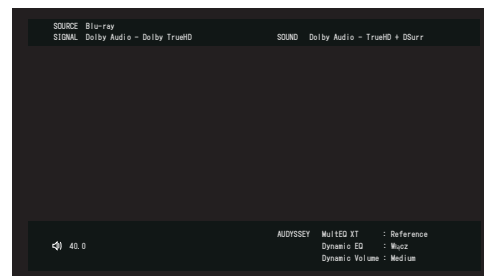 SOURCE Blu-ray
SIGNAL Dolby Audio - Dolby TrueHD SOUND Dolby Audio - TrueHD + DSurr
AUDYSSEY MultEQ XT : Reference
40.0 Dynamic EQ : Wųcz
Dynamic Volume : Medium